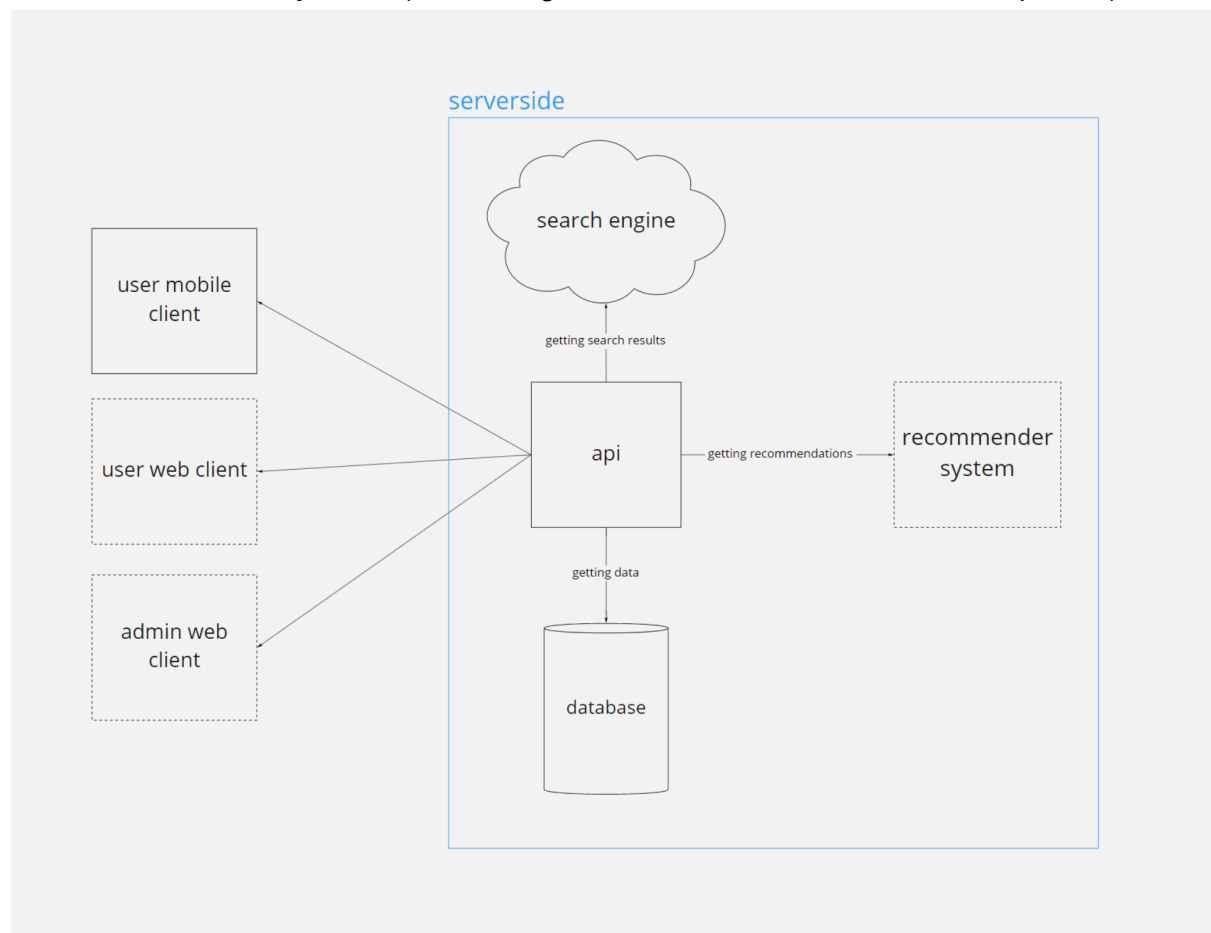 serverside
search engine
user mobile
client
getting search results
user web client
api
getting recommendations
recommender
system
getting data
admin web
client
database